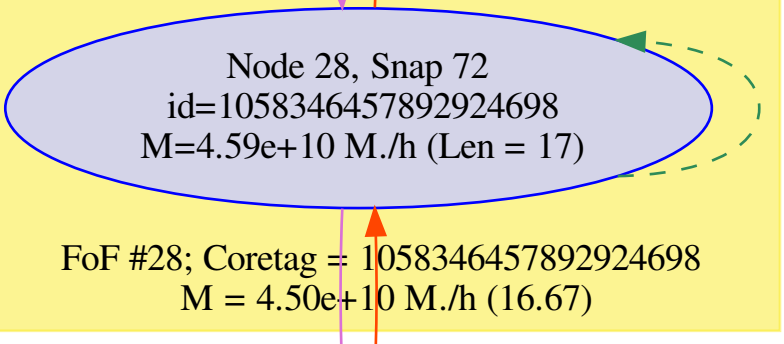 Node 28, Snap 72
id=1058346457892924698
M=4.59e+10 M./h (Len = 17)
FoF #28; Coretag = 1058346457892924698
M = 4.50e+10 M./h (16.67)